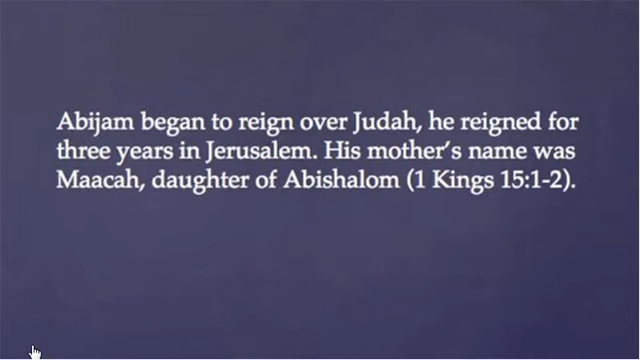 Abijam began to reign over Judah, he reigned for
three years in Jerusalem. His mother's name was
Maacah, daughter of Abishalom (1 Kings 15:1-2).